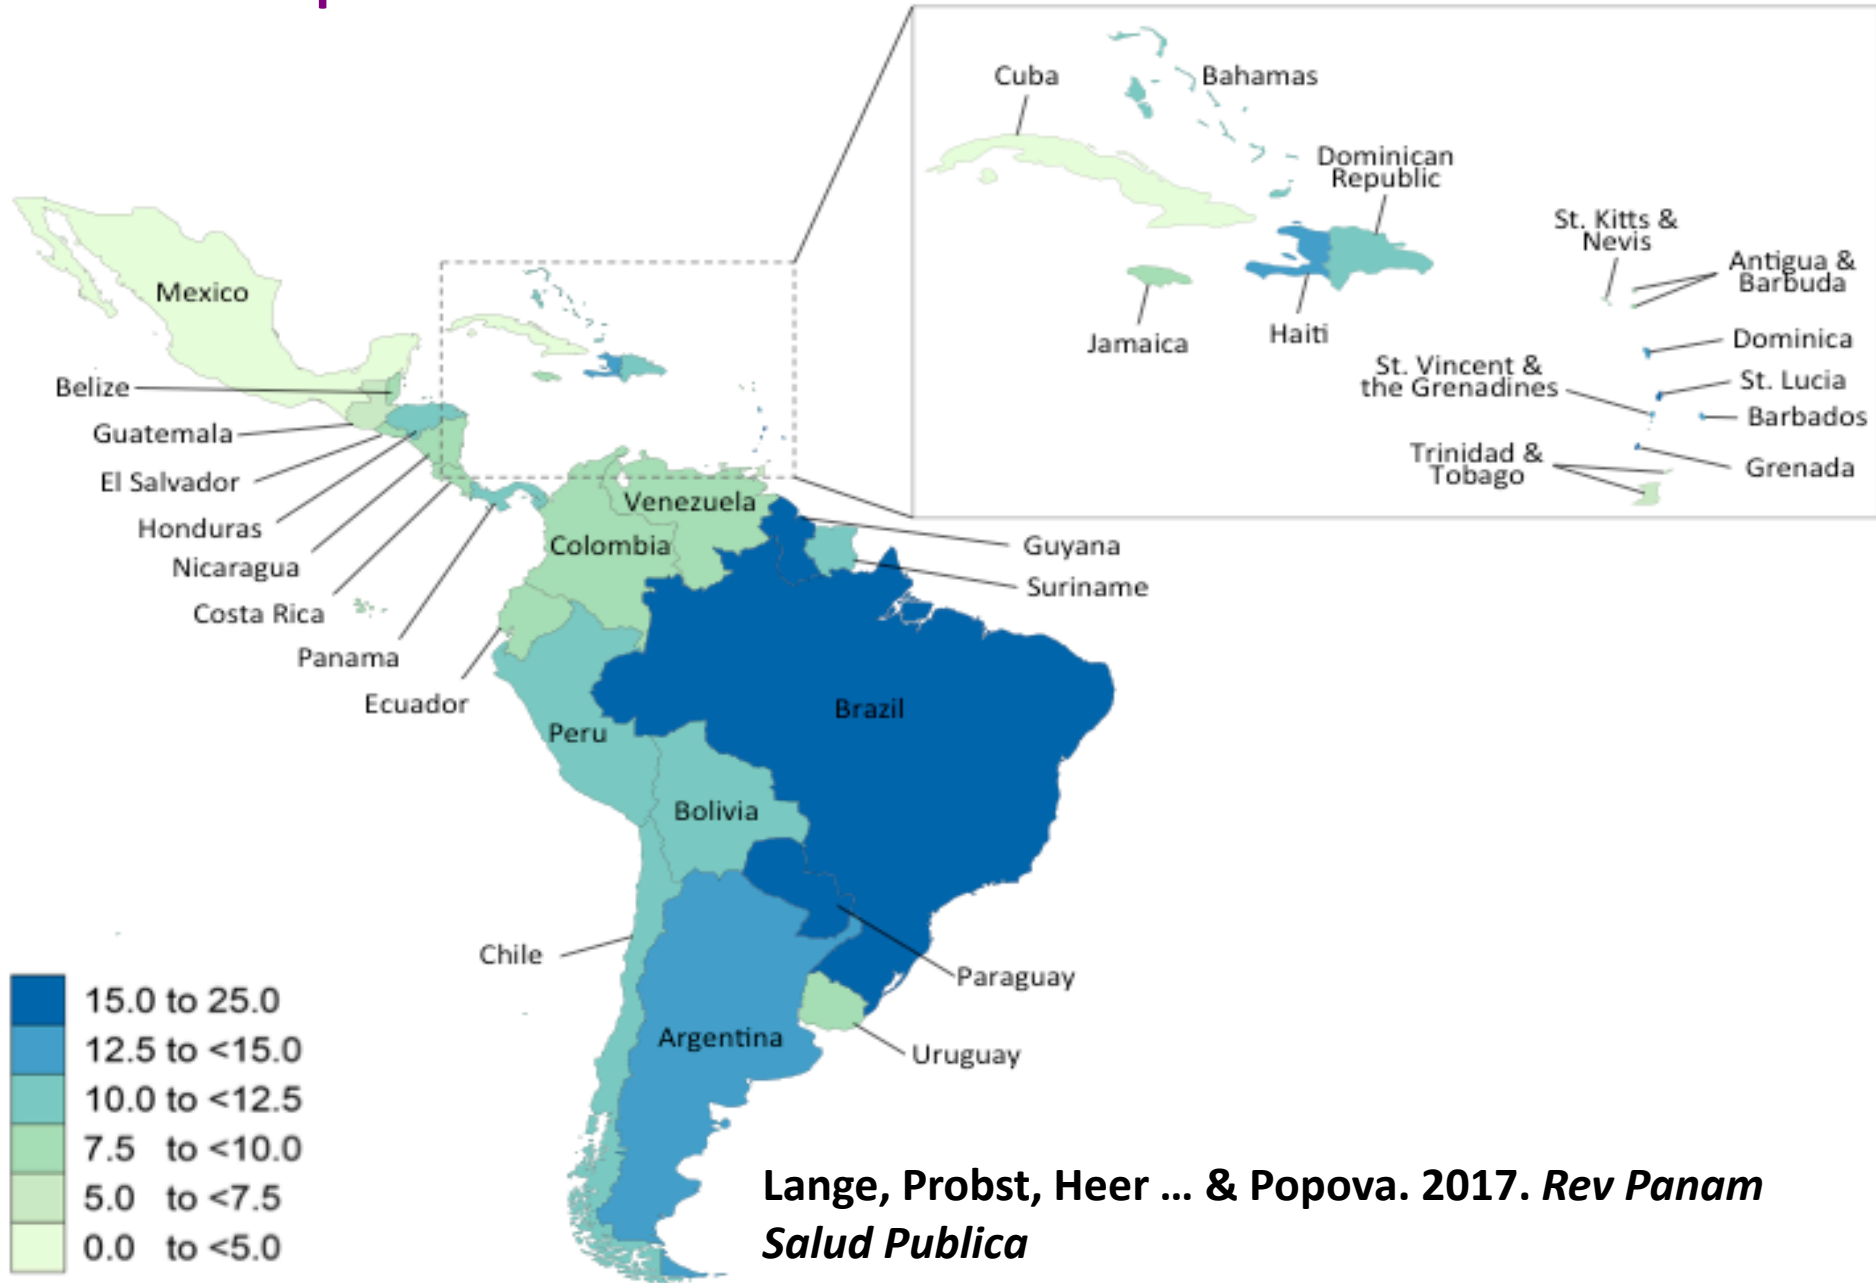 Cuba
Bahamas
Dominican
Republic
St. Kitts &
Nevis
Antigua &
Barbuda
Mexico
Jamaica
Haiti
Dominica
St. Vincent &
the Grenadines
St. Lucia
Belize
Barbados
Guatemala
Trinidad &
Tobago
Grenada
El Salvador
Venezuela
Honduras
Colombia
Guyana
Nicaragua
Suriname
Costa Rica
Panama
Ecuador
Brazil
Peru
Bolivia
Chile
Paraguay
Argentina
Uruguay
15.0 to 25.0
12.5 to <15.0
10.0 to <12.5
7.5 to <10.0
5.0 to <7.5
0.0 to <5.0
Lange, Probst, Heer ... & Popova. 2017. Rev Panam
Salud Publica